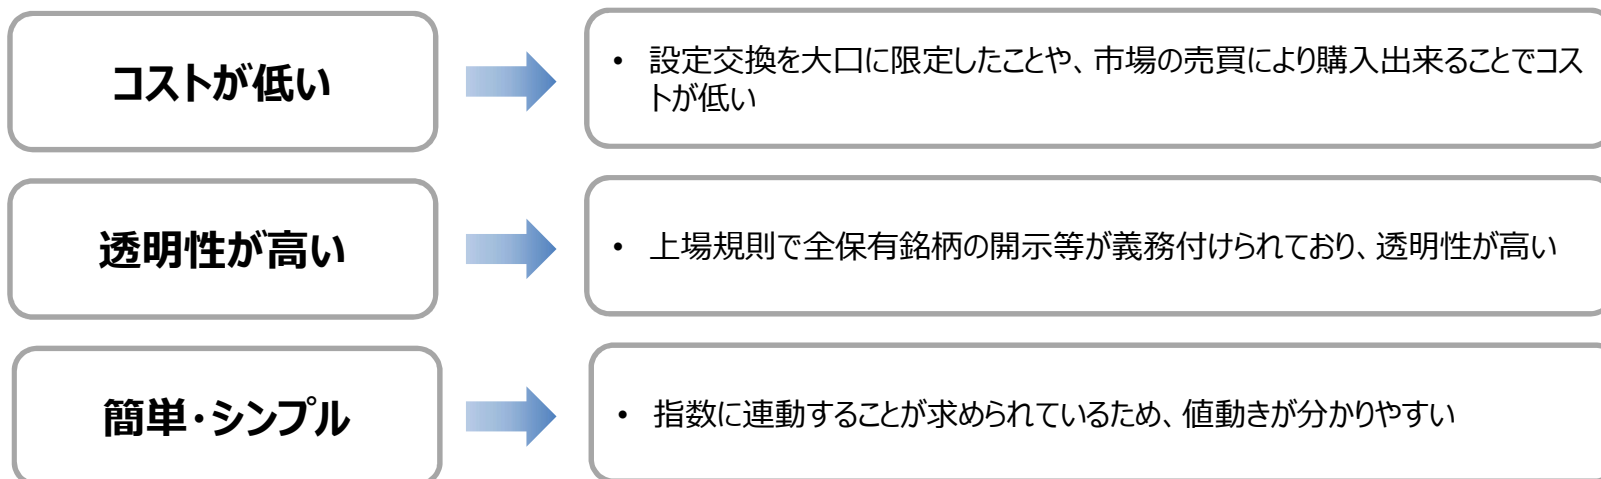 コストが低い
• 設定交換を大口に限定したことや、市場の売買により購入出来ることでコス
トが低い
透明性が高い
• 上場規則で全保有銘柄の開示等が義務付けられており、透明性が高い
簡単・シンプル
• 指数に連動することが求められているため、値動きが分かりやすい